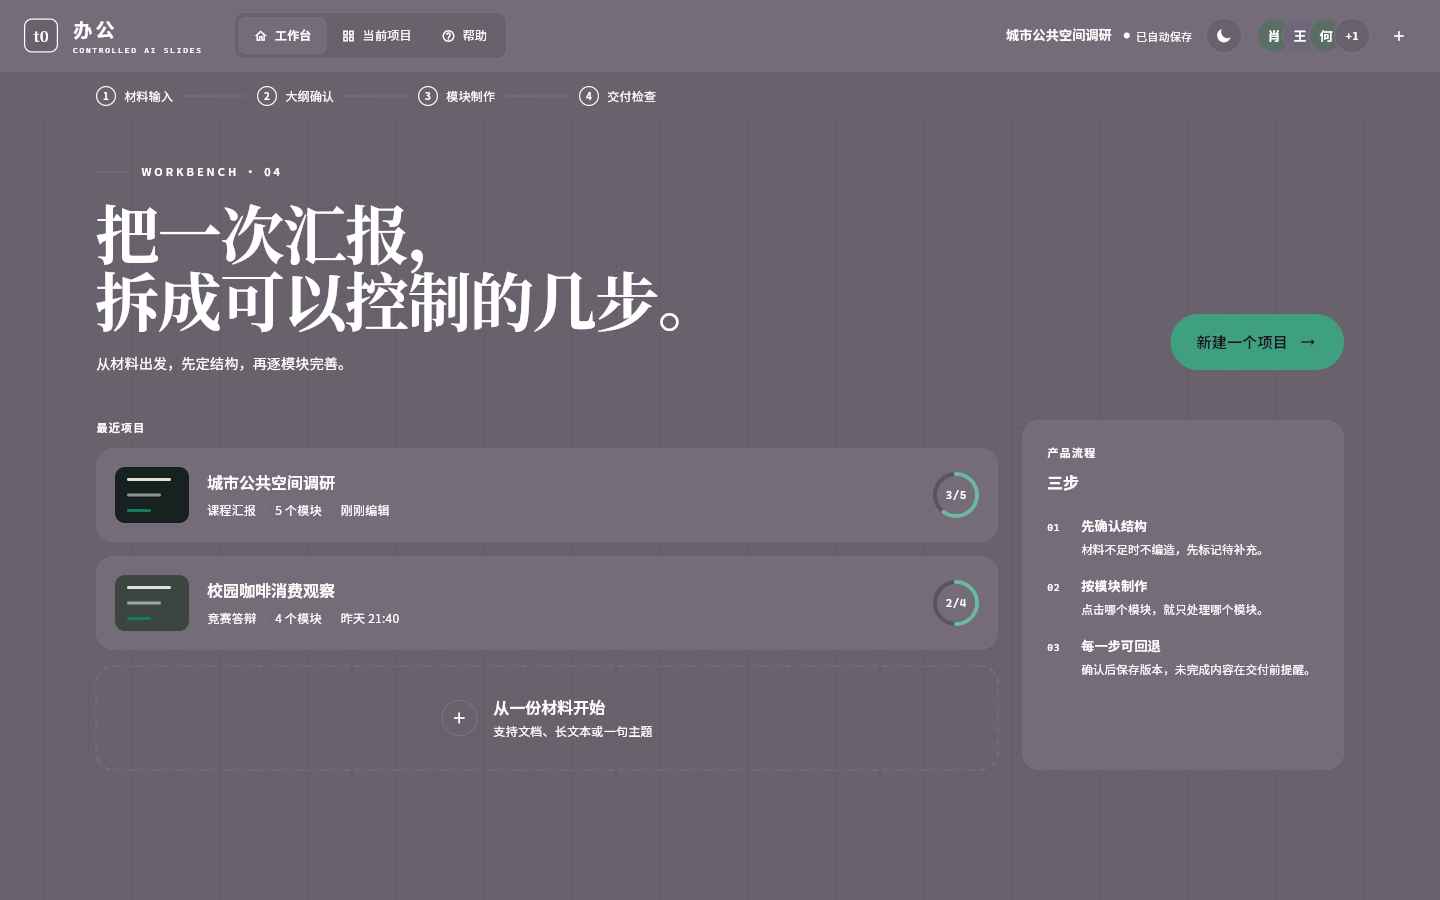 t0
办公
CONTROLLED AI SLIDES
工作台
当前项目
帮助
城市公共空间调研
已自动保存
肖
王
何
+1
+
1 材料输入
2 大纲确认
3 模块制作
4 交付检查
WORKBENCH · 04
把一次汇报，
拆成可以控制的几步。
从材料出发，先定结构，再逐模块完善。
新建一个项目 →
最近项目
城市公共空间调研
课程汇报 · 5 个模块 · 刚刚编辑
3/5
校园咖啡消费观察
竞赛答辩 · 4 个模块 · 昨天 21:40
2/4
+
从一份材料开始
支持文档、长文本或一句主题
产品流程
三步
01 先确认结构
材料不足时不编造，先标记待补充。
02 按模块制作
点击哪个模块，就只处理哪个模块。
03 每一步可回退
确认后保存版本，未完成内容在交付前提醒。